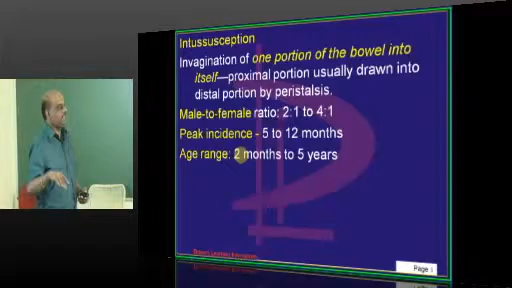 Intussusception
Invagination of one portion of the bowel into
itself—proximal portion usually drawn into
distal portion by peristalsis.
Male-to-female ratio: 2:1 to 4:1
Peak incidence - 5 to 12 months
Age range: 2 months to 5 years
Page 1